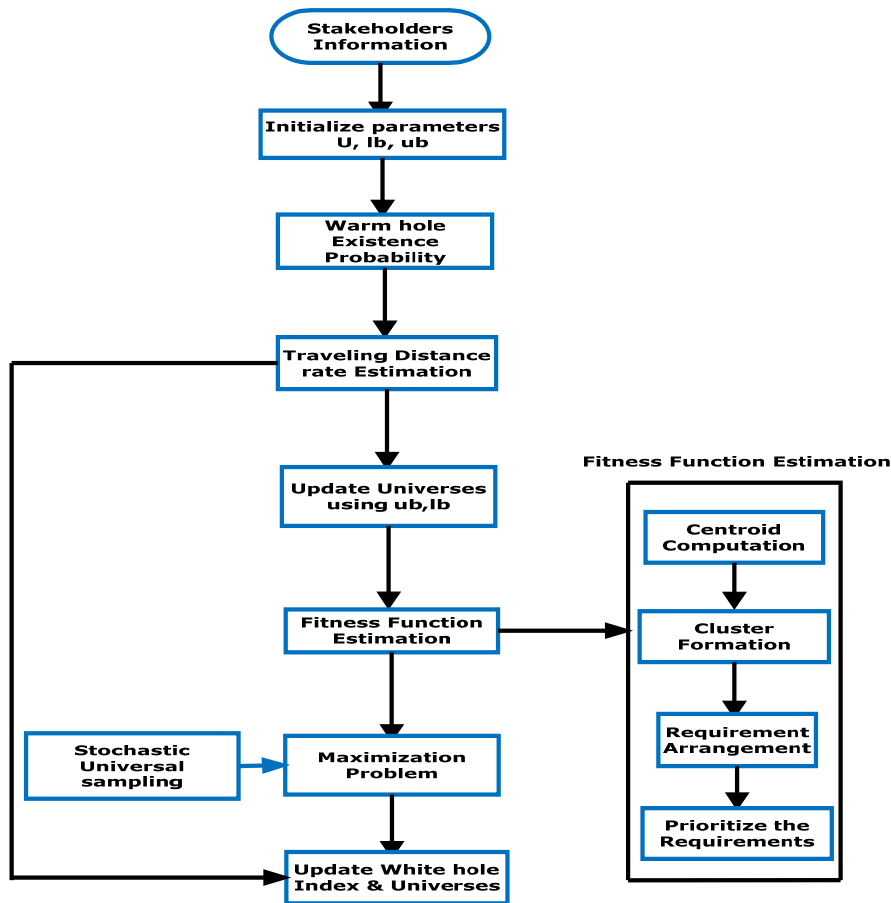 Stakeholders
Information
Initialize parameters
U, lb, ub
Warm hole
Existence
Probability
Traveling Distance
rate Estimation
Update Universes
using ub,lb
Fitness Function
Estimation
Stochastic
Universal
sampling
Maximization
Problem
Update White hole
Index & Universes
Fitness Function Estimation
Centroid
Computation
Cluster
Formation
Requirement
Arrangement
Prioritize the
Requirements